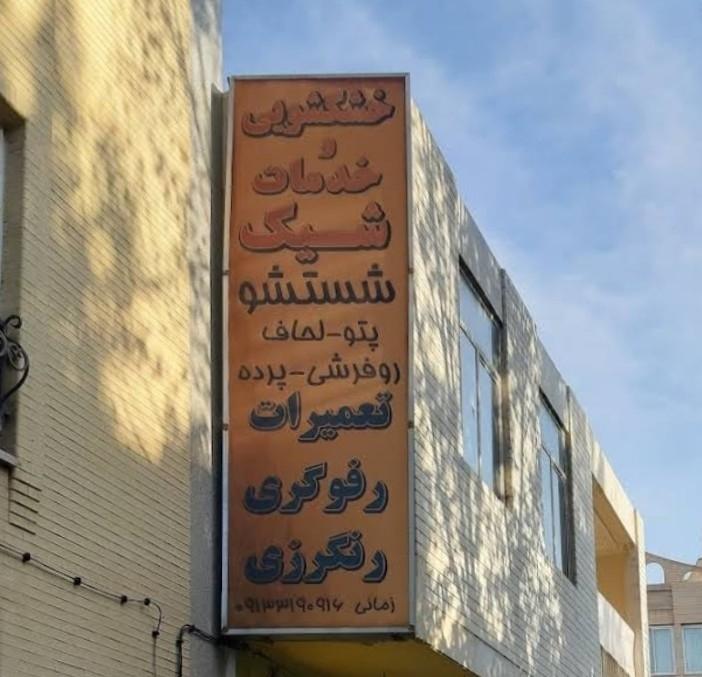 خشکشویی
و
خدمات
شیک
شستشو
پتو-لحاف
روفرشی-پرده
تعمیرات
رفوگری
رنگرزی
زمانی ۰۹۱۳۳۱۹۰۹۱۶